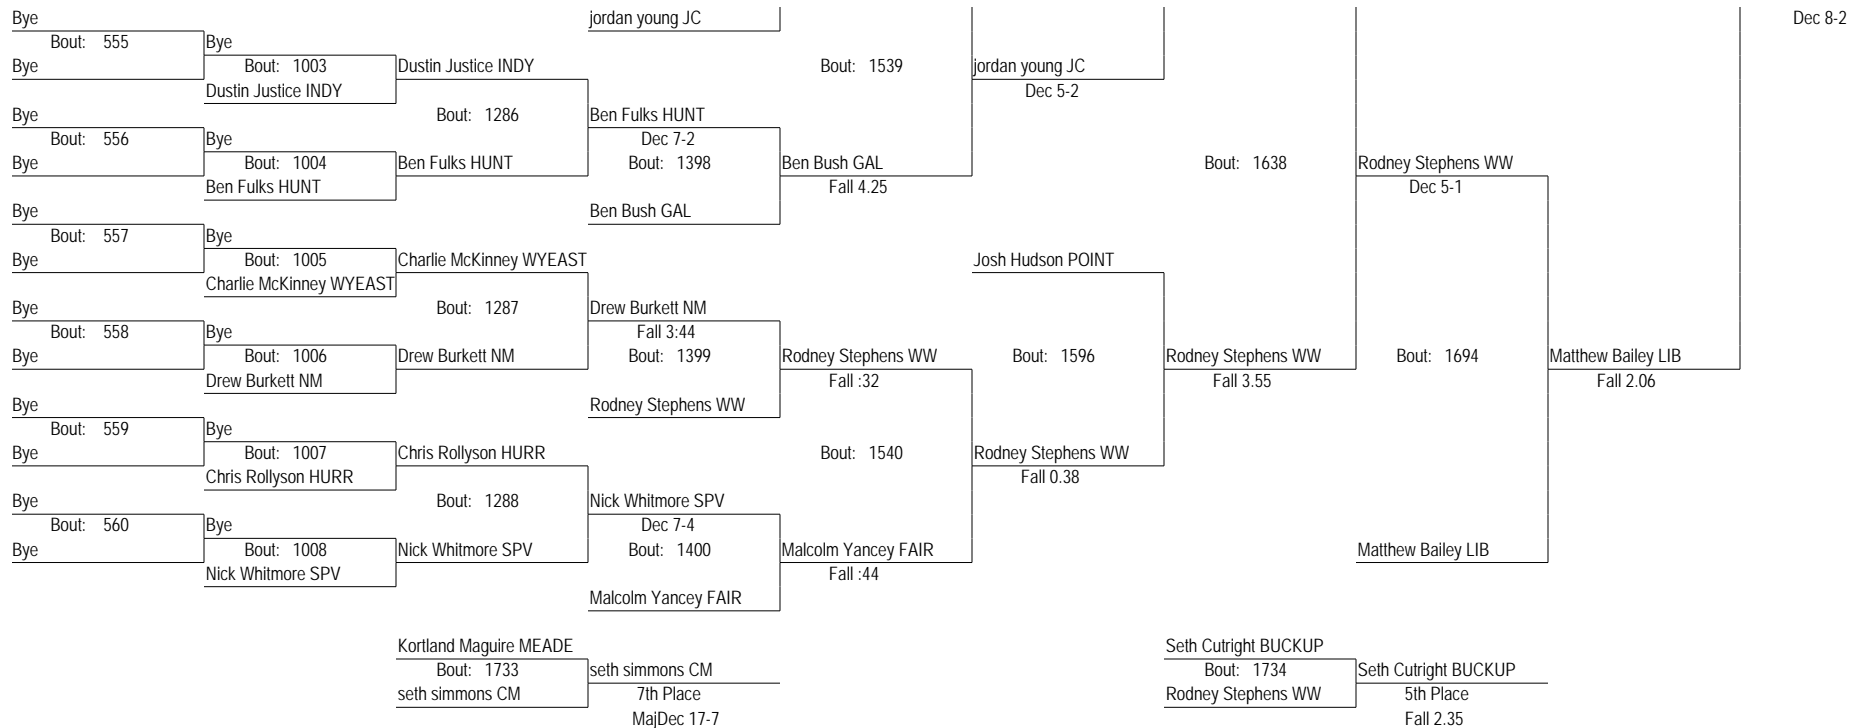 Bye jordan young JC Dec 8-2
Bout: 555 Bye
Bye Bout: 1003 Dustin Justice INDY Bout: 1539 jordan young JC
Dustin Justice INDY Dec 5-2
Bye Bout: 1286 Ben Fulks HUNT
Bout: 556 Bye Dec 7-2
Bye Bout: 1004 Ben Fulks HUNT Bout: 1398 Ben Bush GAL Bout: 1638 Rodney Stephens WW
Ben Fulks HUNT Fall 4.25 Dec 5-1
Bye Ben Bush GAL
Bout: 557 Bye
Bye Bout: 1005 Charlie McKinney WYEAST Josh Hudson POINT
Charlie McKinney WYEAST
Bye Bout: 1287 Drew Burkett NM
Bout: 558 Bye Fall 3:44
Bye Bout: 1006 Drew Burkett NM Bout: 1399 Rodney Stephens WW Bout: 1596 Rodney Stephens WW Bout: 1694 Matthew Bailey LIB
Drew Burkett NM Fall :32 Fall 3.55 Fall 2.06
Bye Rodney Stephens WW
Bout: 559 Bye
Bye Bout: 1007 Chris Rollyson HURR Bout: 1540 Rodney Stephens WW
Chris Rollyson HURR Fall 0.38
Bye Bout: 1288 Nick Whitmore SPV
Bout: 560 Bye Dec 7-4
Bye Bout: 1008 Nick Whitmore SPV Bout: 1400 Malcolm Yancey FAIR Matthew Bailey LIB
Nick Whitmore SPV Fall :44
Malcolm Yancey FAIR
Kortland Maguire MEADE Seth Cutright BUCKUP
Bout: 1733 seth simmons CM Bout: 1734 Seth Cutright BUCKUP
seth simmons CM 7th Place Rodney Stephens WW 5th Place
MajDec 17-7 Fall 2.35